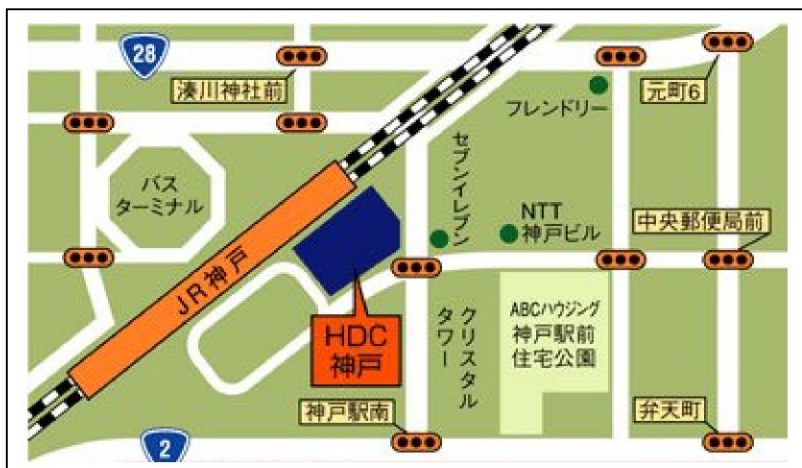 28
湊川神社前
元町6
フレンドリー
バス
ターミナル
セブンイレブン
NTT
神戸ビル
中央郵便局前
JR神戸
HDC
神戸
クリスタル
タワー
ABCハウジング
神戸駅前
住宅公園
神戸駅南
弁天町
2